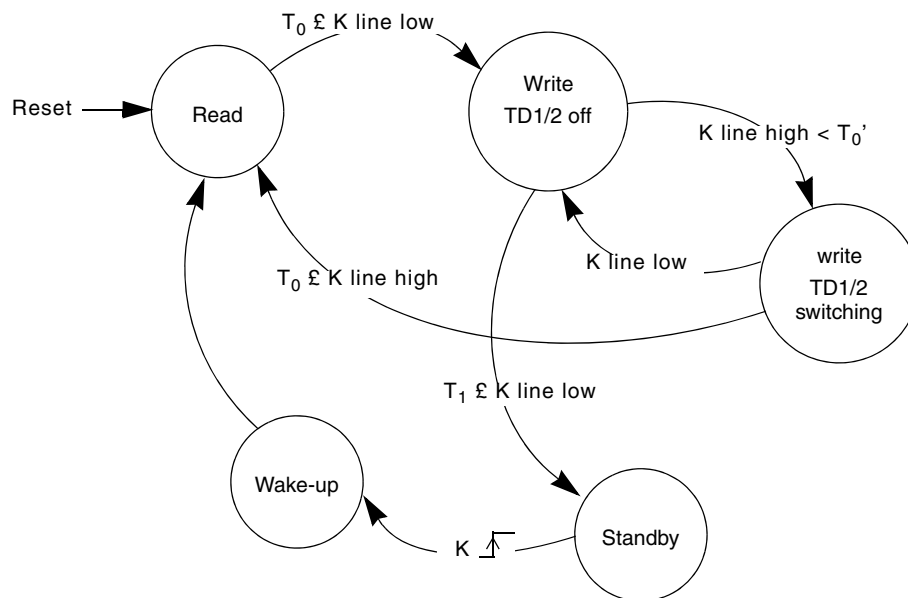 T0 £ K line low
Reset
Read
Write
TD1/2 off
K line high < T0’
K line low
write
TD1/2
switching
T0 £ K line high
T1 £ K line low
Wake-up
K
Standby